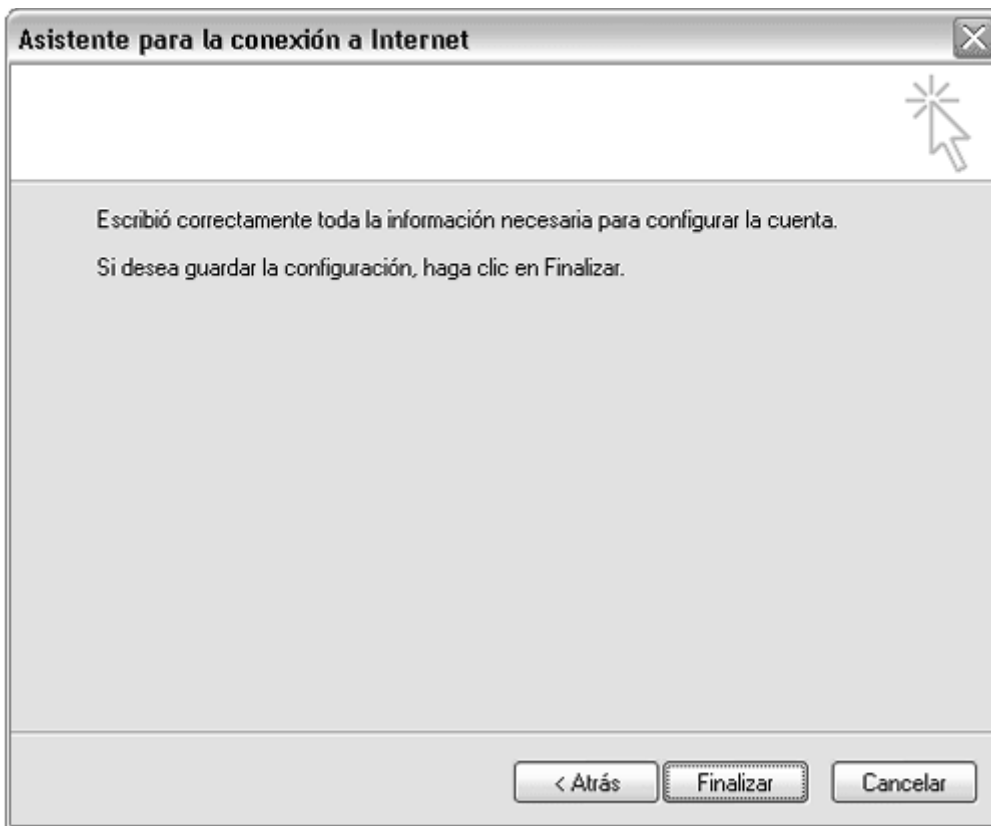 Asistente para la conexión a Internet
Escribió correctamente toda la información necesaria para configurar la cuenta.
Si desea guardar la configuración, haga clic en Finalizar.
< Atrás
Finalizar
Cancelar